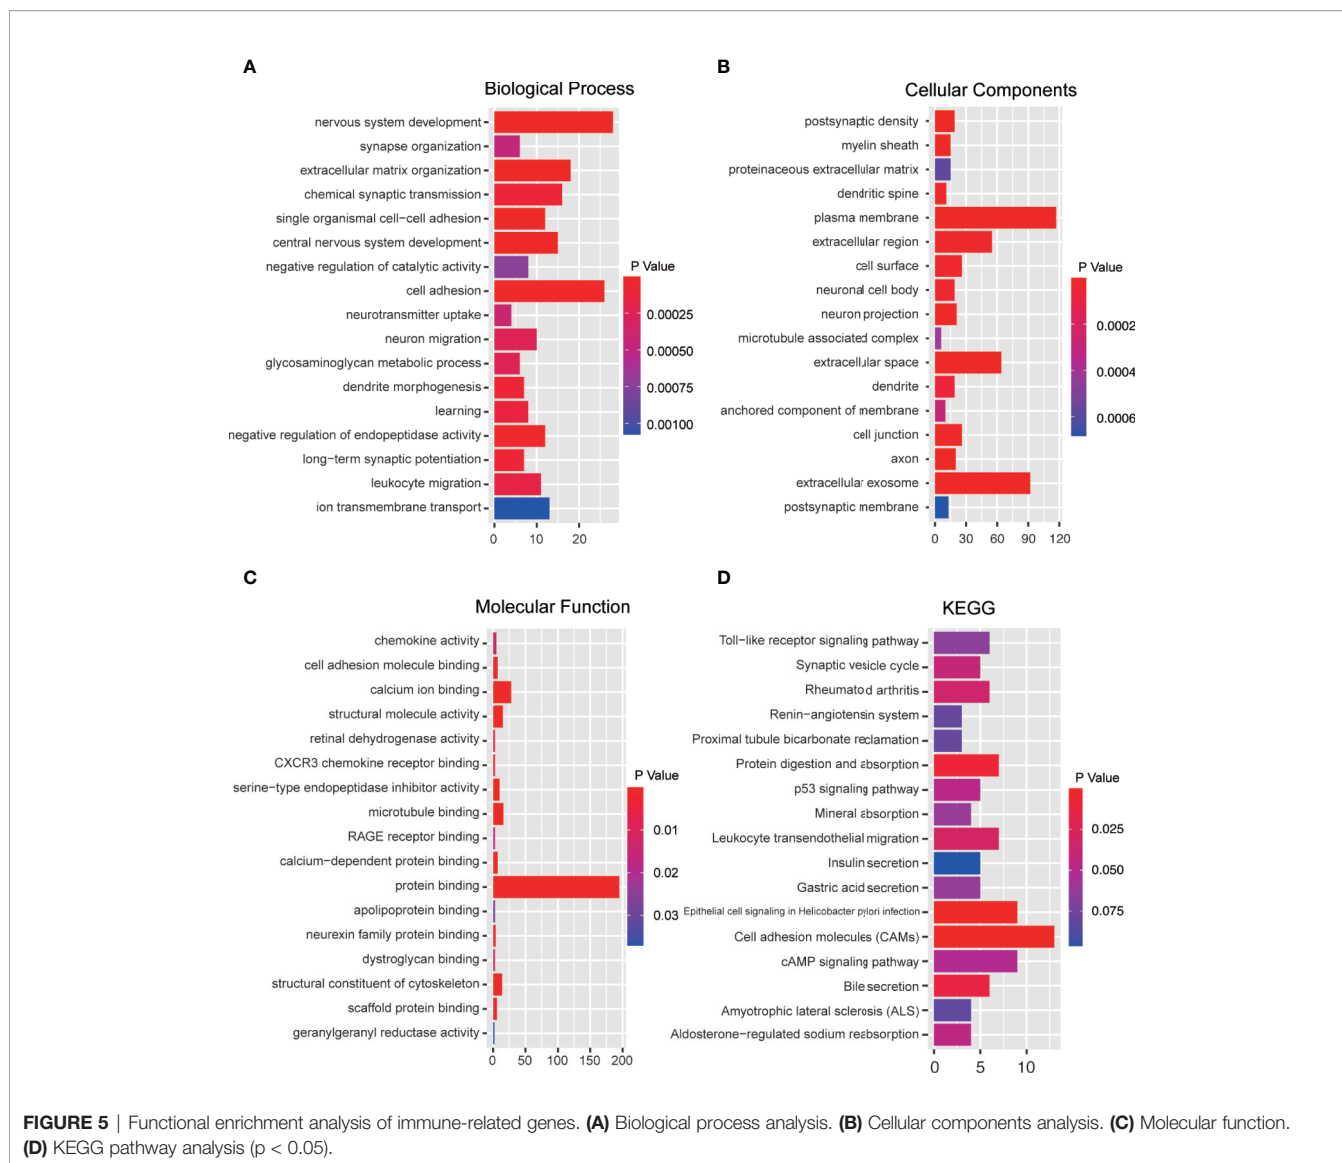 A
Biological Process
nervous system development
synapse organization
extracellular matrix organization
chemical synaptic transmission
single organismal cell-cell adhesion
central nervous system development
negative regulation of catalytic activity
cell adhesion
neurotransmitter uptake
neuron migration
glycosaminoglycan metabolic process
dendrite morphogenesis
learning
negative regulation of endopeptidase activity
long-term synaptic potentiation
leukocyte migration
ion transmembrane transport
0 10 20
P Value
0.00025
0.00050
0.00075
0.00100
B
Cellular Components
postsynaptic density
myelin sheath
proteinaceous extracellular matrix
dendritic spine
plasma membrane
extracellular region
cell surface
neuronal cell body
neuron projection
microtubule associated complex
extracellular space
dendrite
anchored component of membrane
cell junction
axon
extracellular exosome
postsynaptic membrane
0 30 60 90 120
P Value
0.0002
0.0004
0.0006
C
Molecular Function
chemokine activity
cell adhesion molecule binding
calcium ion binding
structural molecule activity
retinal dehydrogenase activity
CXCR3 chemokine receptor binding
serine-type endopeptidase inhibitor activity
microtubule binding
RAGE receptor binding
calcium-dependent protein binding
protein binding
apolipoprotein binding
neurexin family protein binding
dystroglycan binding
structural constituent of cytoskeleton
scaffold protein binding
geranylgeranyl reductase activity
0 50 100 150 200
P Value
0.01
0.02
0.03
D
KEGG
Toll−like receptor signaling pathway
Synaptic vesicle cycle
Rheumatod arthritis
Renin−angiotensin system
Proximal tubule bicarbonate reclamation
Protein digestion and absorption
p53 signaling pathway
Mineral absorption
Leukocyte transendothelial migration
Insulin secretion
Gastric acid secretion
Epithelial cell signaling in Helicobacter pylori infection
Cell adhesion molecules (CAMs)
cAMP signaling pathway
Bile secretion
Amyotrophic lateral sclerosis (ALS)
Aldosterone−regulated sodium reabsorption
0 5 10
P Value
0.025
0.050
0.075
FIGURE 5 | Functional enrichment analysis of immune-related genes. (A) Biological process analysis. (B) Cellular components analysis. (C) Molecular function.
(D) KEGG pathway analysis (p < 0.05).